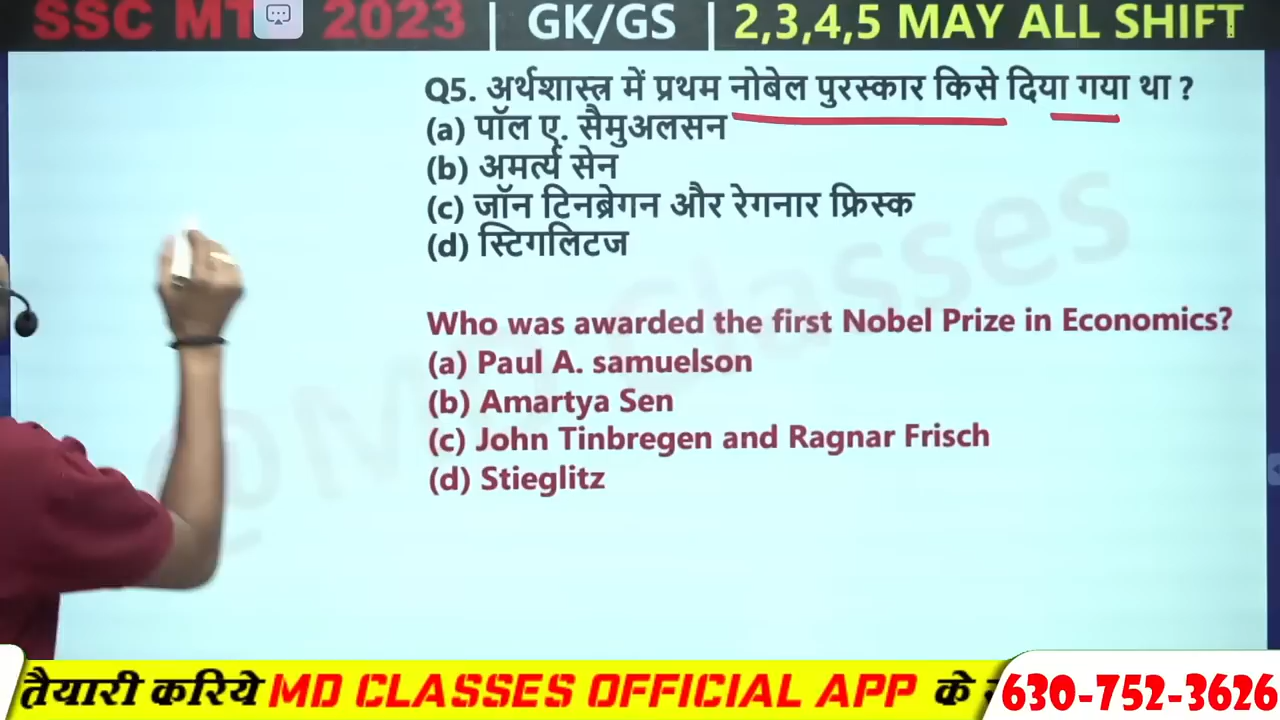 SSC MT 2023 | GK/GS | 2,3,4,5 MAY ALL SHIFT
Q5. अर्थशास्त्र में प्रथम नोबेल पुरस्कार किसे दिया गया था ?
(a) पॉल ए. सैमुअलसन
(b) अमर्त्य सेन
(c) जॉन टिनब्रेगन और रेगनार फ्रिस्क
(d) स्टिगलिटज
Who was awarded the first Nobel Prize in Economics?
(a) Paul A. samuelson
(b) Amartya Sen
(c) John Tinbregen and Ragnar Frisch
(d) Stieglitz
@MD Classes
तैयारी करिये MD CLASSES OFFICIAL APP के
630-752-3626